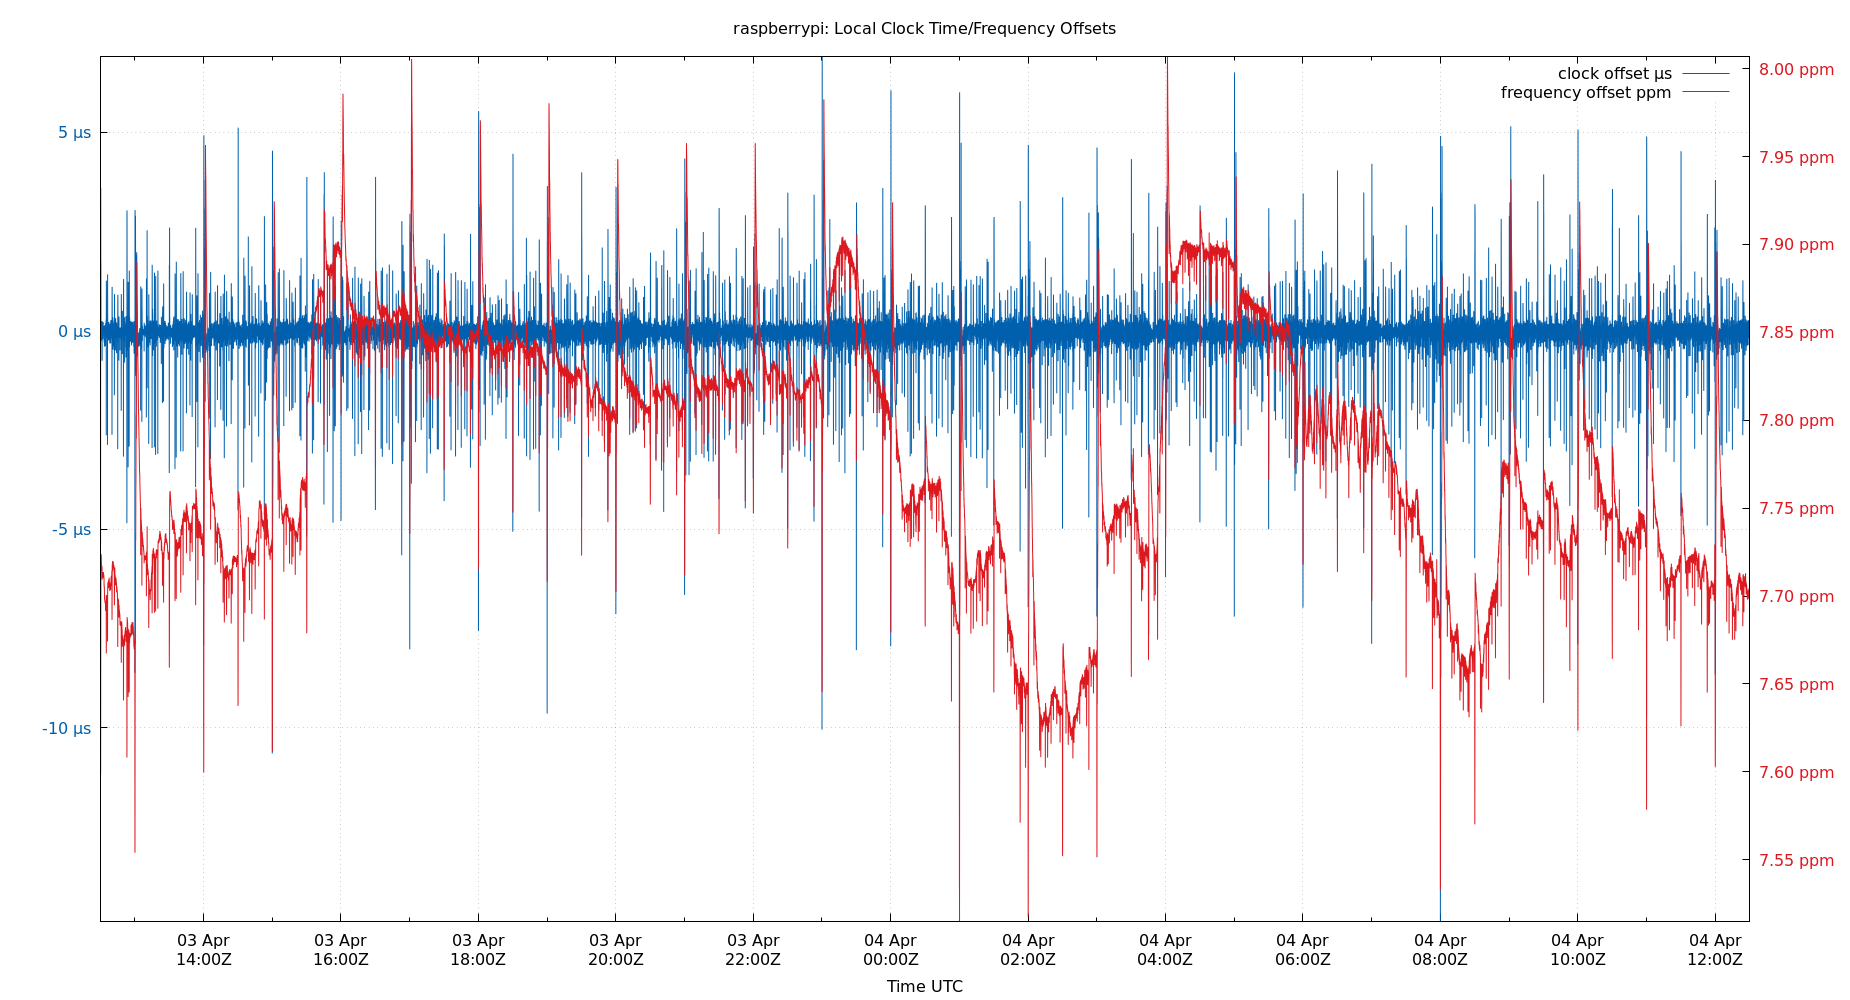 raspberrypi: Local Clock Time/Frequency Offsets
clock offset µs
frequency offset ppm
5 µs
0 µs
-5 µs
-10 µs
8.00 ppm
7.95 ppm
7.90 ppm
7.85 ppm
7.80 ppm
7.75 ppm
7.70 ppm
7.65 ppm
7.60 ppm
7.55 ppm
03 Apr 03 Apr 03 Apr 03 Apr 03 Apr 04 Apr 04 Apr 04 Apr 04 Apr 04 Apr 04 Apr 04 Apr
14:00Z 16:00Z 18:00Z 20:00Z 22:00Z 00:00Z 02:00Z 04:00Z 06:00Z 08:00Z 10:00Z 12:00Z
Time UTC